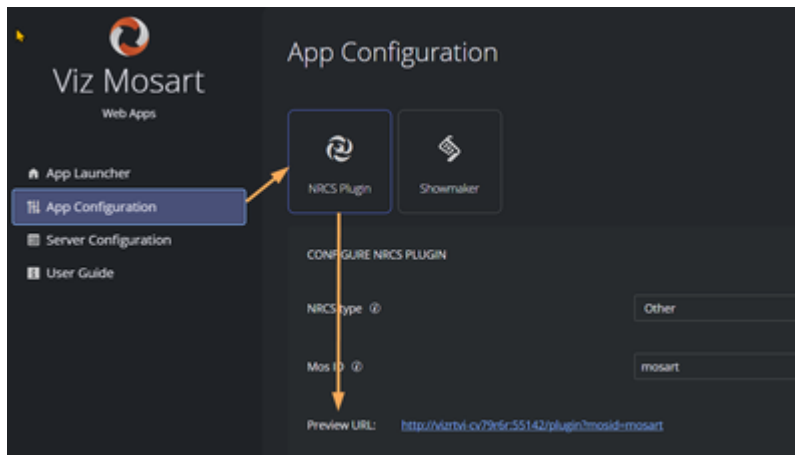 Viz Mosart
Web Apps
App Launcher
App Configuration
Server Configuration
User Guide
App Configuration
NRCS Plugin
Showmaker
CONFIGURE NRCS PLUGIN
NRCS type
Other
Mos ID
mosart
Preview URL: http://vizrtvi-cv79r6r:55142/plugin?mosid=mosart